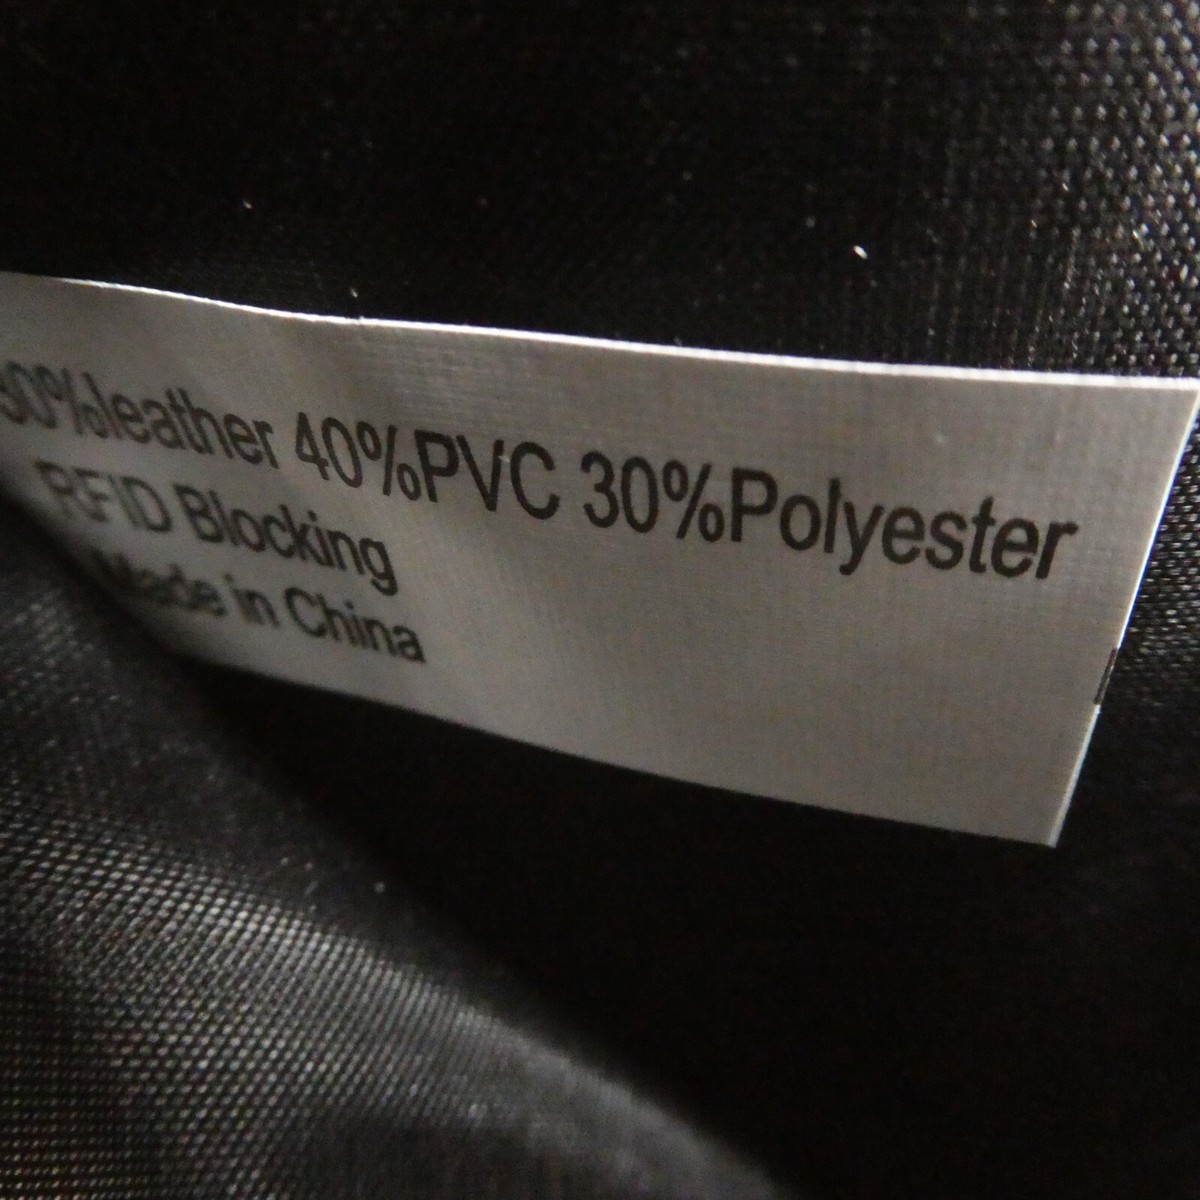 30%leather 40%PVC 30%Polyester
RFID Blocking
Made in China